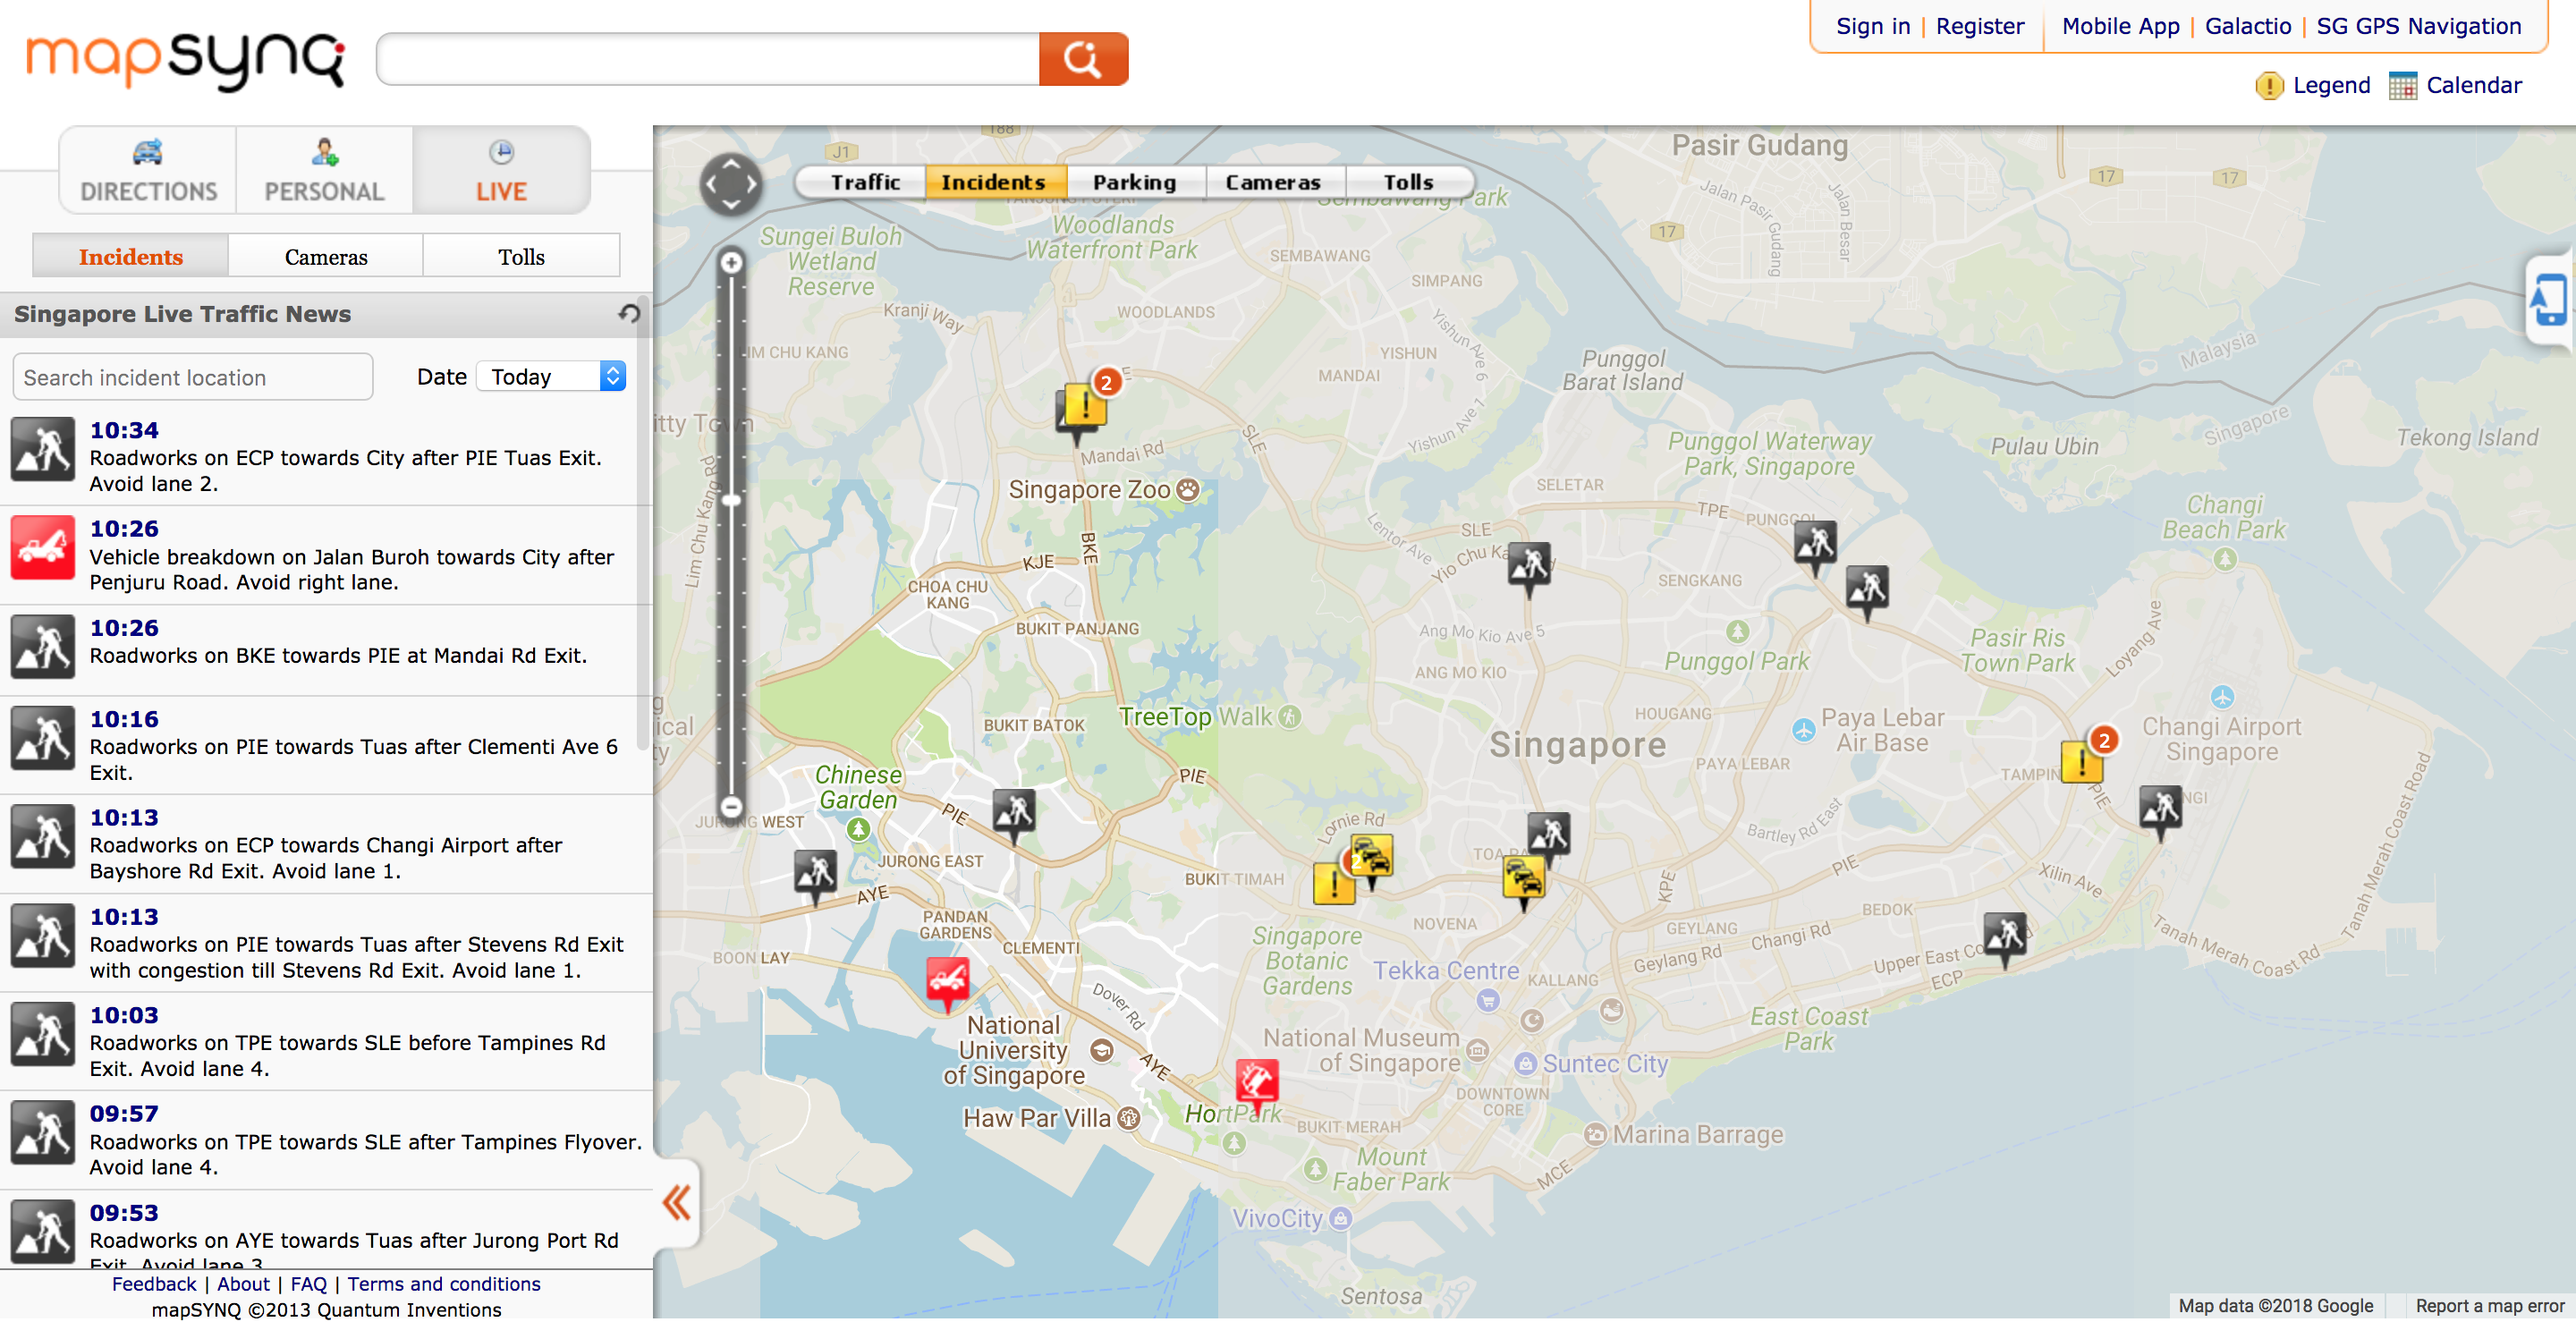 mapsynq
Sign in | Register
Mobile App | Galactio | SG GPS Navigation
Legend
Calendar
DIRECTIONS
PERSONAL
LIVE
Incidents
Cameras
Tolls
Singapore Live Traffic News
Search incident location
Date
Today
10:34
Roadworks on ECP towards City after PIE Tuas Exit.
Avoid lane 2.
10:26
Vehicle breakdown on Jalan Buroh towards City after
Penjuru Road. Avoid right lane.
10:26
Roadworks on BKE towards PIE at Mandai Rd Exit.
10:16
Roadworks on PIE towards Tuas after Clementi Ave 6
Exit.
10:13
Roadworks on ECP towards Changi Airport after
Bayshore Rd Exit. Avoid lane 1.
10:13
Roadworks on PIE towards Tuas after Stevens Rd Exit
with congestion till Stevens Rd Exit. Avoid lane 1.
10:03
Roadworks on TPE towards SLE before Tampines Rd
Exit. Avoid lane 4.
09:57
Roadworks on TPE towards SLE after Tampines Flyover.
Avoid lane 4.
09:53
Roadworks on AYE towards Tuas after Jurong Port Rd
Exit. Avoid lane 3
Feedback | About | FAQ | Terms and conditions
mapSYNQ ©2013 Quantum Inventions
Traffic
Incidents
Parking
Cameras
Tolls
188
J1
Pasir Gudang
17
17
17
Jalan Pasir Gudang
Jalan Besar
Sembawang Park
Woodlands
Waterfront Park
Sungei Buloh
Wetland
Reserve
SEMBAWANG
SIMPANG
Kranji Way
WOODLANDS
LIM CHU KANG
YISHUN
MANDAI
Yishun Ave 6
Yishun Ave 1
Punggol
Barat Island
Malaysia
Singapore
2
Mandai Rd
SLE
Punggol Waterway
Park, Singapore
Pulau Ubin
Tekong Island
Singapore Zoo
SELETAR
Lim Chu Kang
Changi
Beach Park
TPE
PUNGGOL
SLE
Lentor Ave
Yio Chu
BKE
KJE
CHOA CHU
KANG
SENGKANG
BUKIT PANJANG
Ang Mo Kio Ave 5
ANG MO KIO
Punggol Park
Pasir Ris
Town Park
Loyang Ave
BUKIT BATOK
TreeTop Walk
HOUGANG
Paya Lebar
Air Base
Changi Airport
Singapore
Singapore
2
PAYA LEBAR
PIE
PIE
Chinese
Garden
PIE
JURONG WEST
Lornie Rd
Bartley Rd East
JURONG EAST
BUKIT TIMAH
PIE
AYE
KPE
Xilin Ave
Tanah Merah Coast Road
PANDAN
GARDENS
CLEMENTI
NOVENA
BEDOK
GEYLANG
Changi Rd
Geylang Rd
Upper East
ECP
Tanah Merah Coast Rd
BOON LAY
Singapore
Botanic
Gardens
Tekka Centre
KALLANG
Dover Rd
National
University
of Singapore
East Coast
Park
National Museum
of Singapore
Suntec City
AYE
DOWNTOWN
CORE
HortPark
Haw Par Villa
BUKIT MERAH
Marina Barrage
Mount
Faber Park
MCE
VivoCity
Sentosa
Map data ©2018 Google
Report a map error